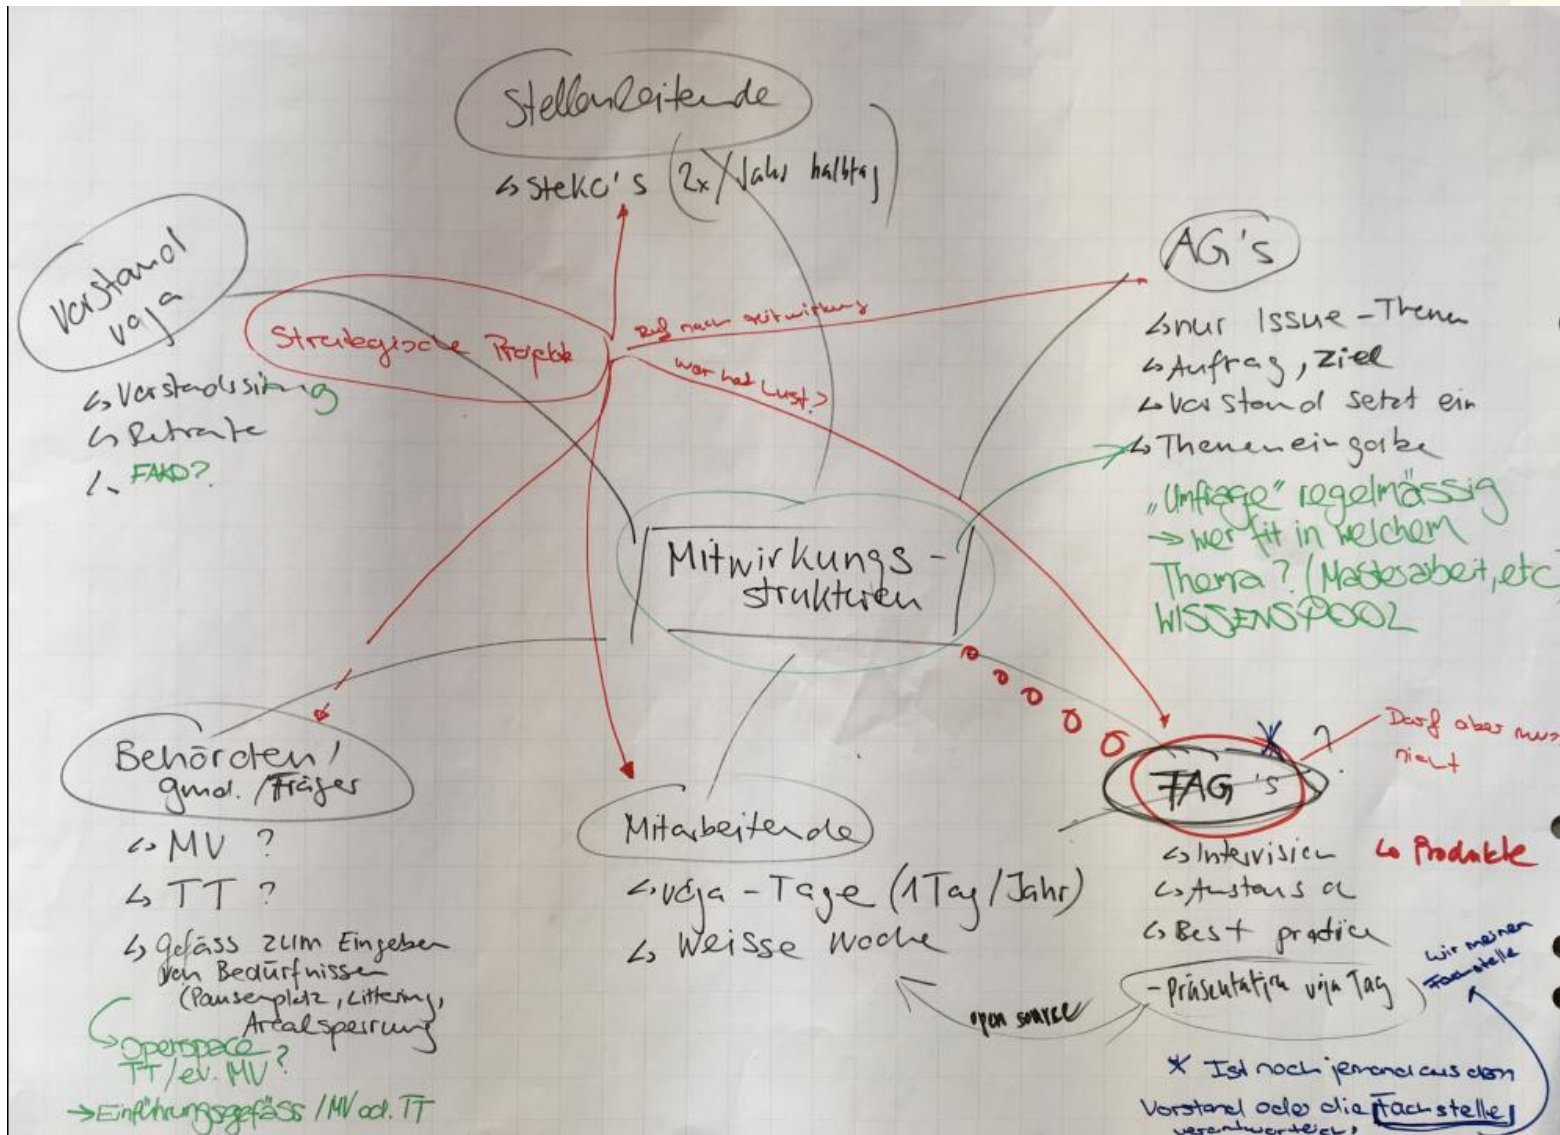 Stellenleitende
↳ Steko's (2x/Jahr halbtag)
Vorstand
voja
↳ Vorstandssitzung
↳ Retraite
↳ FAKO?
Strategische Projekte
Ruf nach Mitwirkung
wer hat Lust?
AG's
↳ nur Issue-Themen
↳ Auftrag, Ziel
↳ Vorstand setzt ein
↳ Themeneingabe
„Umfrage" regelmässig
→ wer fit in welchem
Thema? (Masterarbeit, etc
WISSENSPOOL
Mitwirkungs-
strukturen
Behörden/
gmd./Träger
↳ MV ?
↳ TT ?
↳ Gefäss zum Eingeben
von Bedürfnissen
(Pausenplatz, Littering,
Arealsperrung
Openspace
TT/ev. MV?
→ Einführungsgefäss/MV od. TT
Mitarbeitende
↳ voja-Tage (1Tag/Jahr)
↳ Weisse Woche
open source
FAG's * ?
Darf aber muss
nicht
↳ Intervision
↳ Produkte
↳ Austausch
↳ Best practice
- Präsentation voja Tag
wir meinen
Fachstelle
* Ist noch jemand aus dem
Vorstand oder die Fachstelle
verantwortlich?